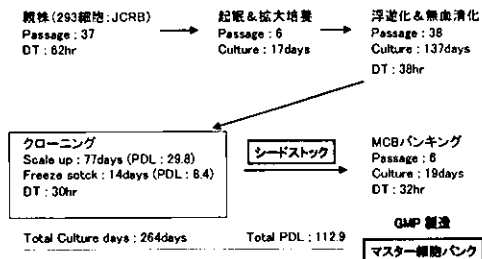 親株(293細胞:JCRB)
Passage : 37
DT : 62hr
起眠&拡大培養
Passage : 6
Culture : 17days
浮遊化&無血清化
Passage : 38
Culture : 137days
DT : 38hr
クローニング
Scale up : 77days (PDL : 29.8)
Freeze sotck : 14days (PDL : 8.4)
DT : 30hr
シードストック
MCBバンキング
Passage : 6
Culture : 19days
DT : 32hr
GMP 製造
Total Culture days : 264days
Total PDL : 112.9
マスター細胞バンク